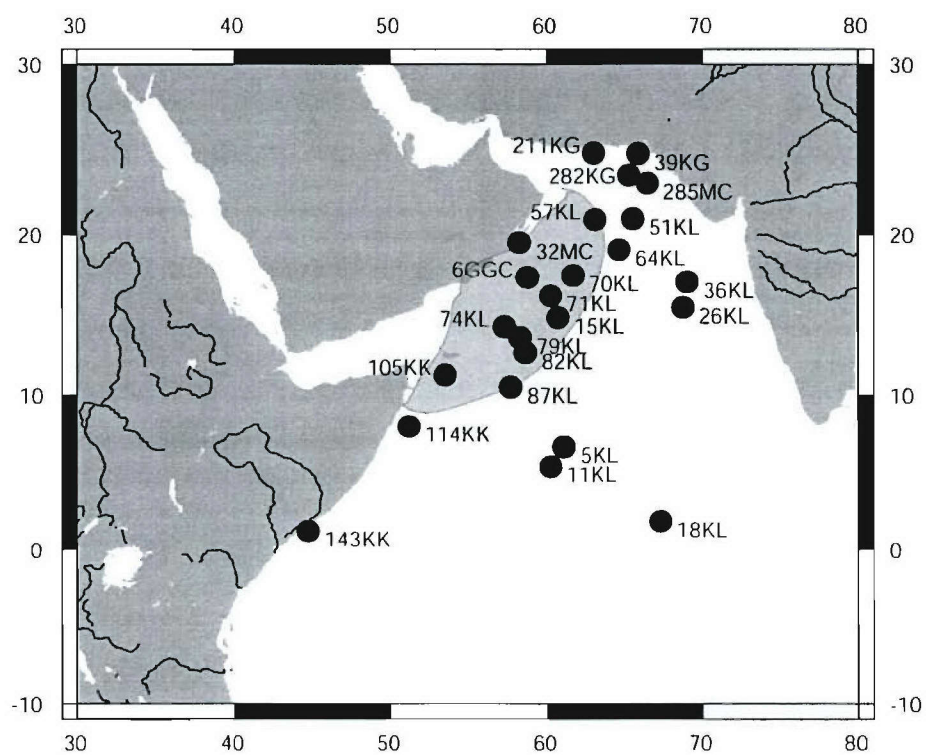 30 40 50 60 70 80
30 30
211KG
39KG
282KG
285MC
57KL
51KL
20 20
32MC
64KL
6GGC
70KL
36KL
71KL
26KL
74KL
15KL
79KL
82KL
105KK
87KL
10 10
114KK
5KL
11KL
18KL
143KK
0 0
-10 -10
30 40 50 60 70 80